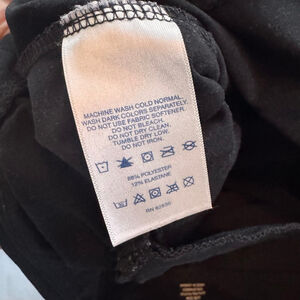 MACHINE WASH COLD NORMAL.
WASH DARK COLORS SEPARATELY.
DO NOT USE FABRIC SOFTENER.
DO NOT BLEACH.
DO NOT DRY CLEAN.
TUMBLE DRY LOW.
DO NOT IRON.
88% POLYESTER
12% ELASTANE
RN